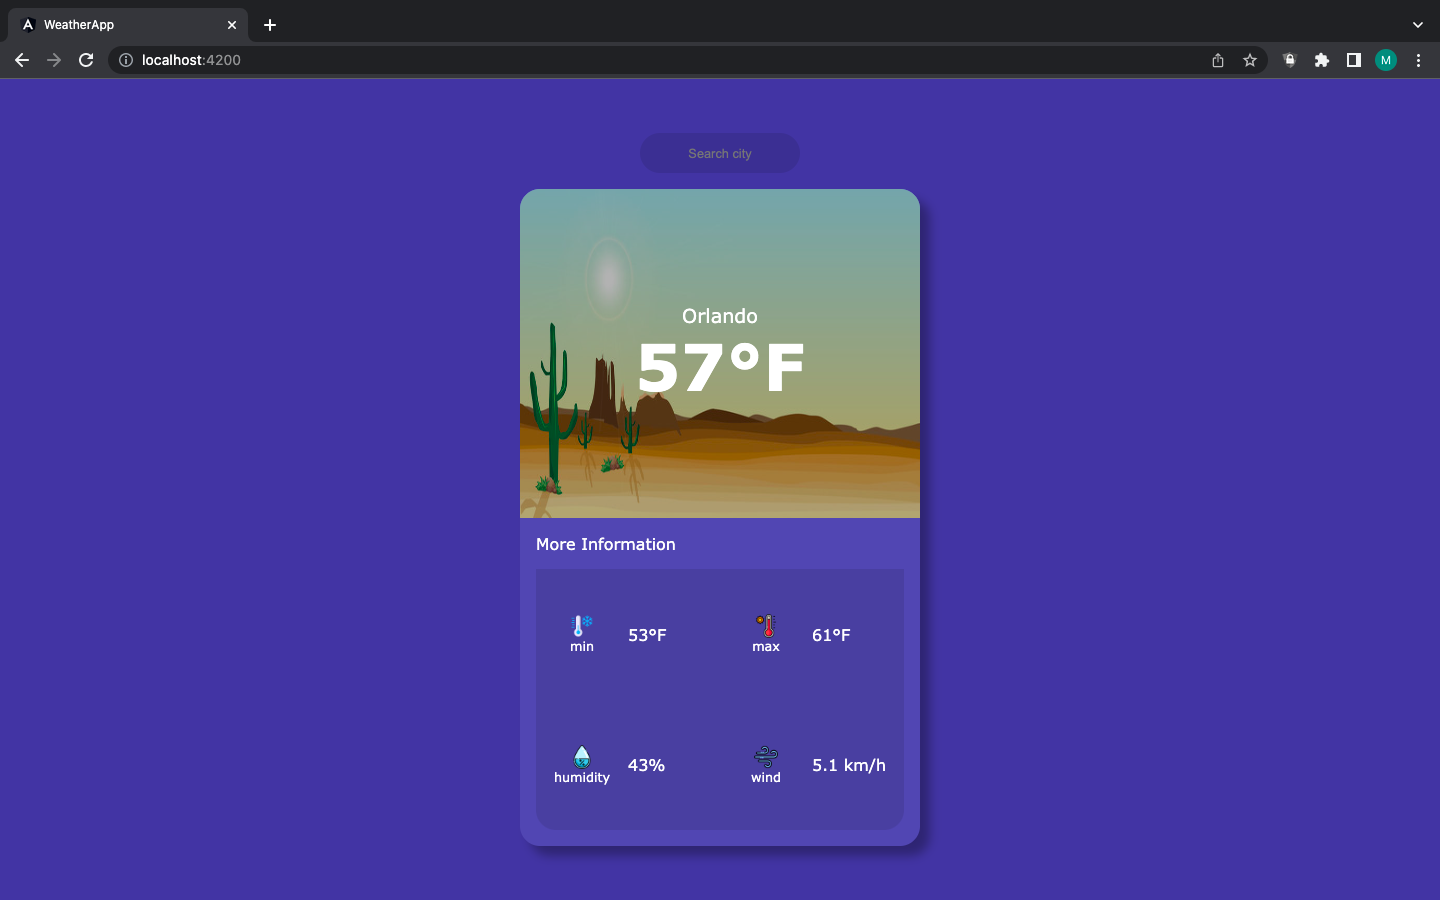 WeatherApp
localhost:4200
M
Search city
Orlando
57°F
More Information
53°F
min
61°F
max
43%
humidity
5.1 km/h
wind